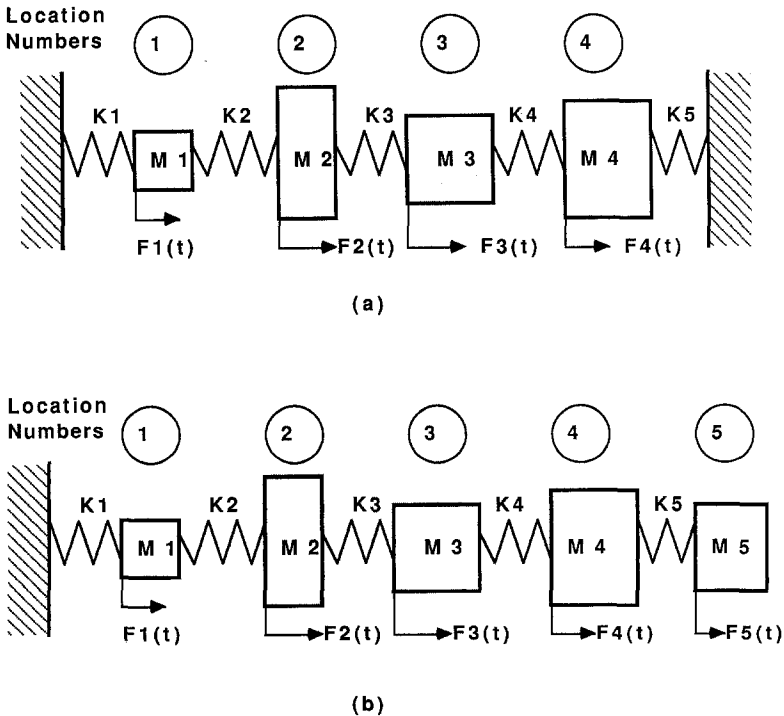 Location
Numbers
1 2 3 4
K1 K2 K3 K4 K5
M 1 M 2 M 3 M 4
F1(t) F2(t) F3(t) F4(t)
(a)
Location
Numbers
1 2 3 4 5
K1 K2 K3 K4 K5
M 1 M 2 M 3 M 4 M 5
F1(t) F2(t) F3(t) F4(t) F5(t)
(b)